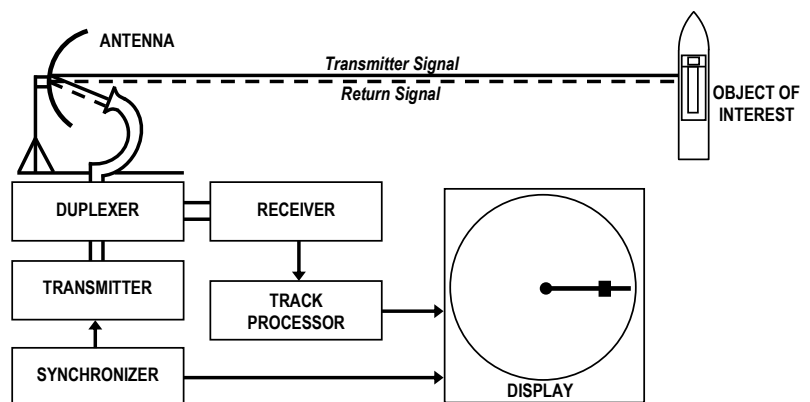 ANTENNA
Transmitter Signal
Return Signal
OBJECT OF
INTEREST
DUPLEXER
RECEIVER
TRANSMITTER
TRACK
PROCESSOR
SYNCHRONIZER
DISPLAY